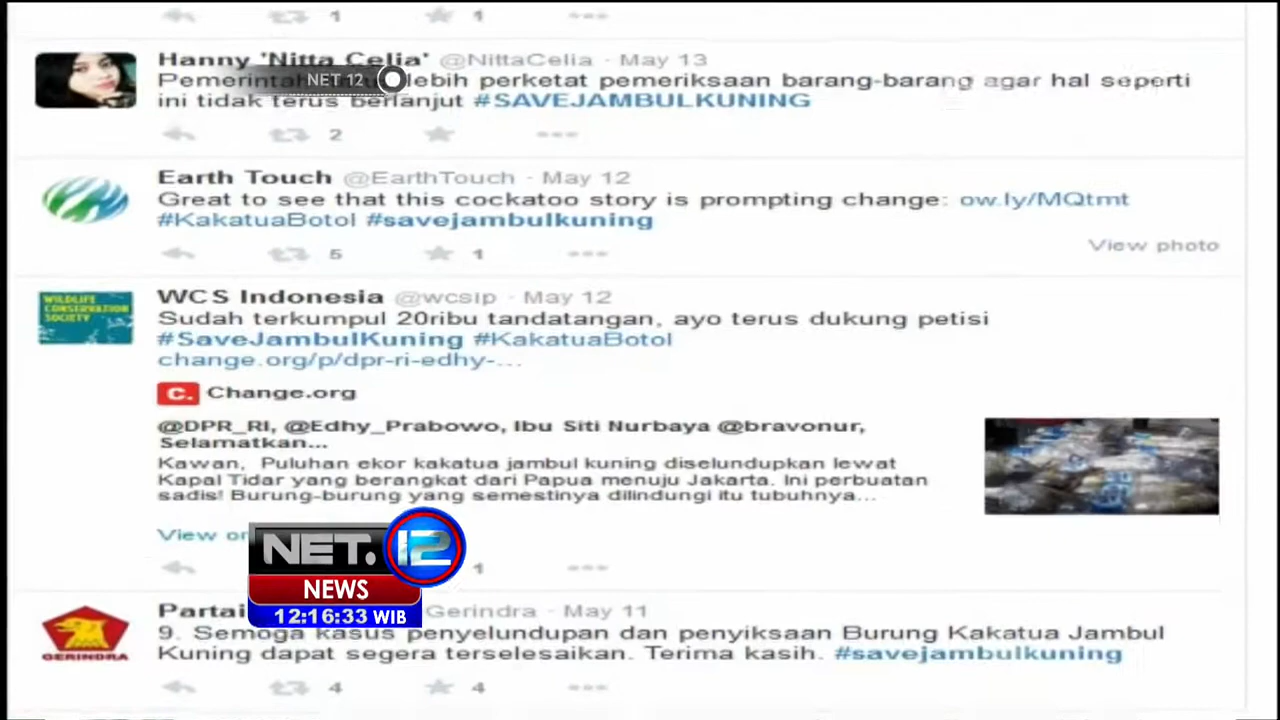 1 1
Hanny 'Nitta Celia' @NittaCelia · May 13
NET 12
Pemerintah lebih perketat pemeriksaan barang-barang agar hal seperti
ini tidak terus berlanjut #SAVEJAMBULKUNING
2
Earth Touch @EarthTouch · May 12
Great to see that this cockatoo story is prompting change: ow.ly/MQtmt
#KakatuaBotol #savejambulkuning
View photo
5 1
WILDLIFE
CONSERVATION
SOCIETY
WCS Indonesia @wcsip · May 12
Sudah terkumpul 20ribu tandatangan, ayo terus dukung petisi
#SaveJambulKuning #KakatuaBotol
change.org/p/dpr-ri-edhy-...
C. Change.org
@DPR_RI, @Edhy_Prabowo, Ibu Siti Nurbaya @bravonur,
Selamatkan...
Kawan, Puluhan ekor kakatua jambul kuning diselundupkan lewat
Kapal Tidar yang berangkat dari Papua menuju Jakarta. Ini perbuatan
sadis! Burung-burung yang semestinya dilindungi itu tubuhnya...
View on
1
NET. 12
NEWS
12:16:33 WIB
GERINDRA
Partai Gerindra · May 11
9. Semoga kasus penyelundupan dan penyiksaan Burung Kakatua Jambul
Kuning dapat segera terselesaikan. Terima kasih. #savejambulkuning
4 4